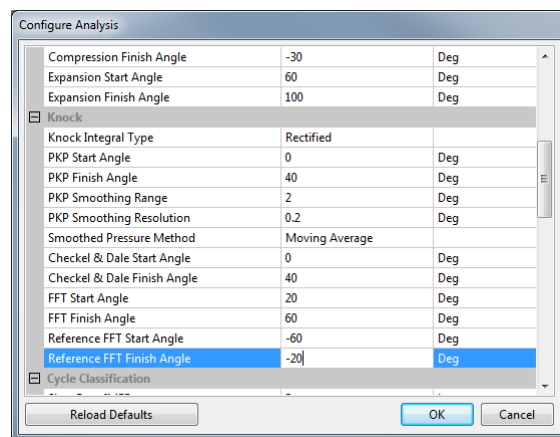 Configure Analysis
Compression Finish Angle -30 Deg
Expansion Start Angle 60 Deg
Expansion Finish Angle 100 Deg
Knock
Knock Integral Type Rectified
PKP Start Angle 0 Deg
PKP Finish Angle 40 Deg
PKP Smoothing Range 2 Deg
PKP Smoothing Resolution 0.2 Deg
Smoothed Pressure Method Moving Average
Checkel & Dale Start Angle 0 Deg
Checkel & Dale Finish Angle 40 Deg
FFT Start Angle 20 Deg
FFT Finish Angle 60 Deg
Reference FFT Start Angle -60 Deg
Reference FFT Finish Angle -20 Deg
Cycle Classification
Reload Defaults OK Cancel